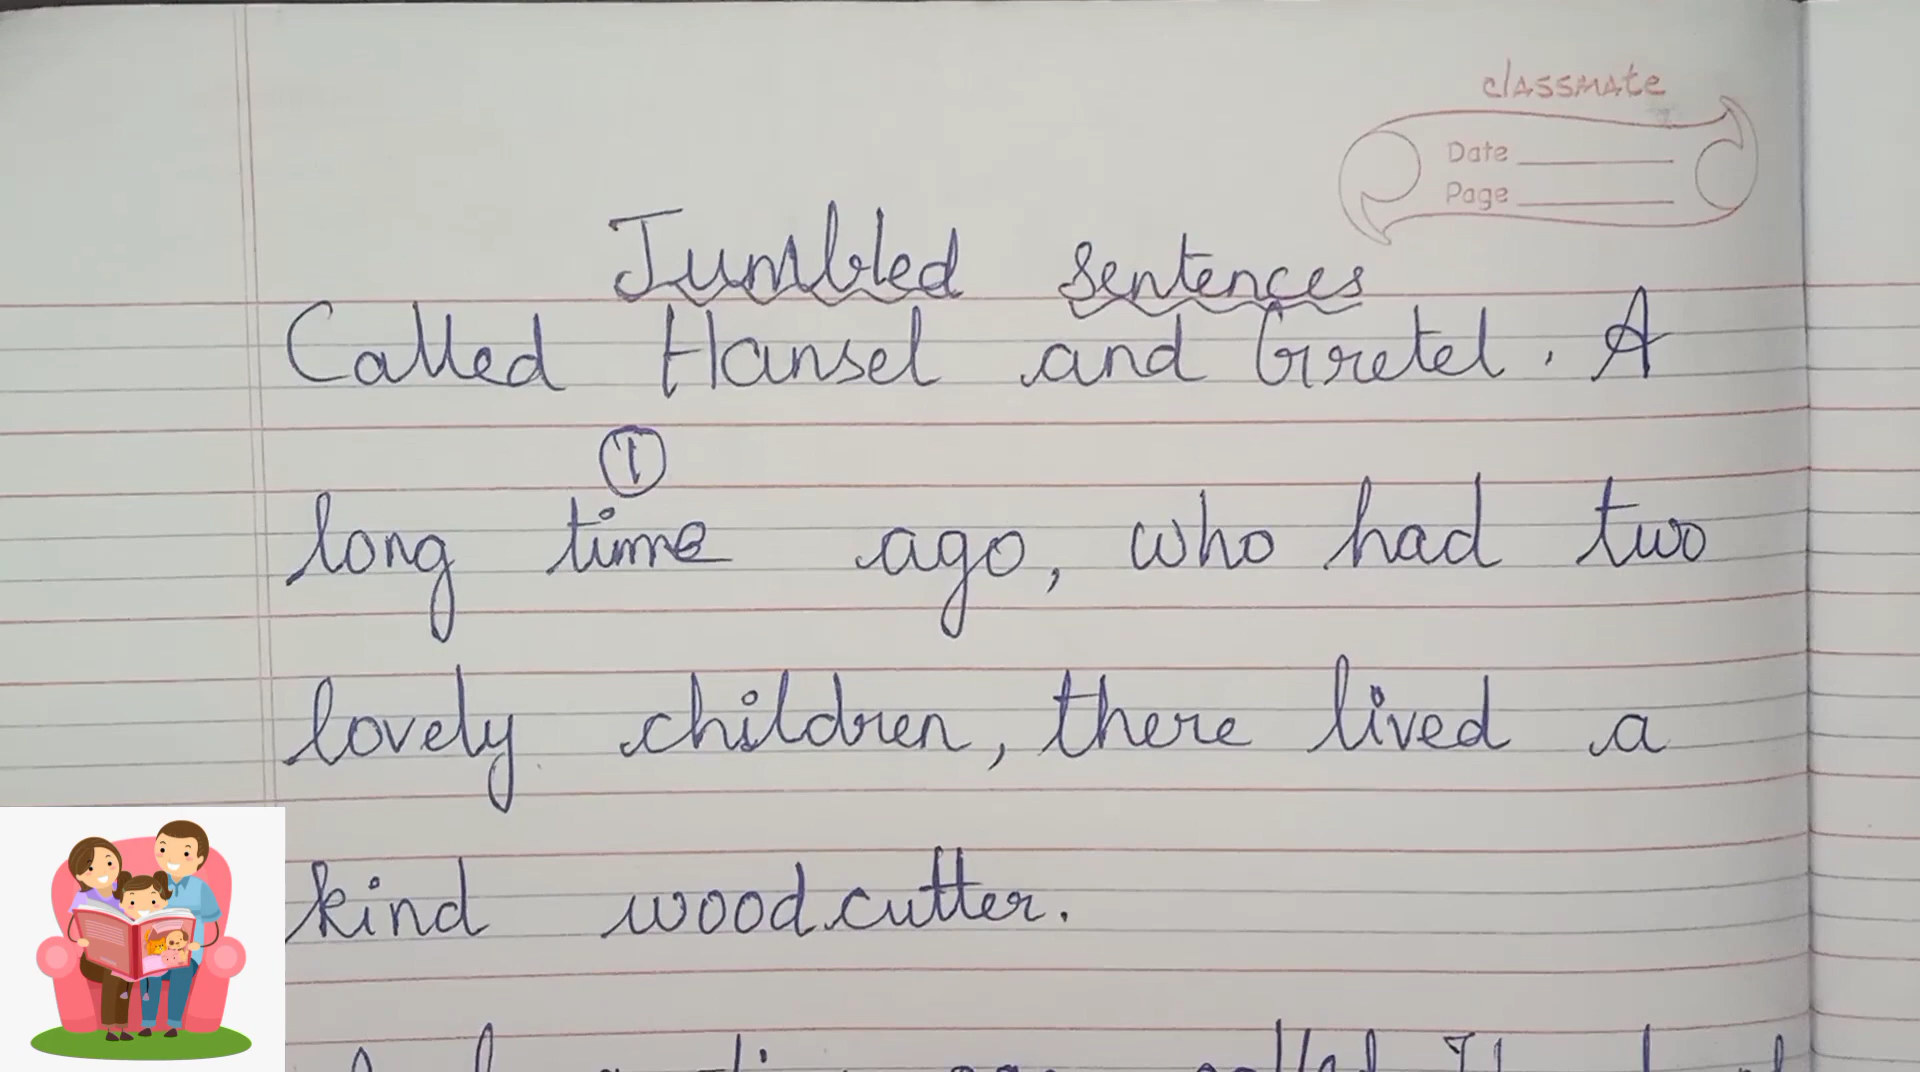 classmate
Date
Page
Jumbled sentences
Called Hansel and Gretel. A
1
long time ago, who had two
lovely children, there lived a
kind woodcutter.